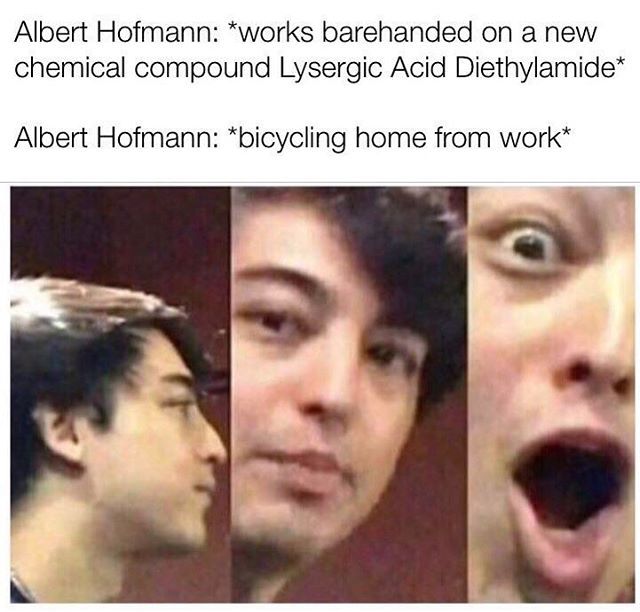 Albert Hofmann: *works barehanded on a new
chemical compound Lysergic Acid Diethylamide*
Albert Hofmann: *bicycling home from work*